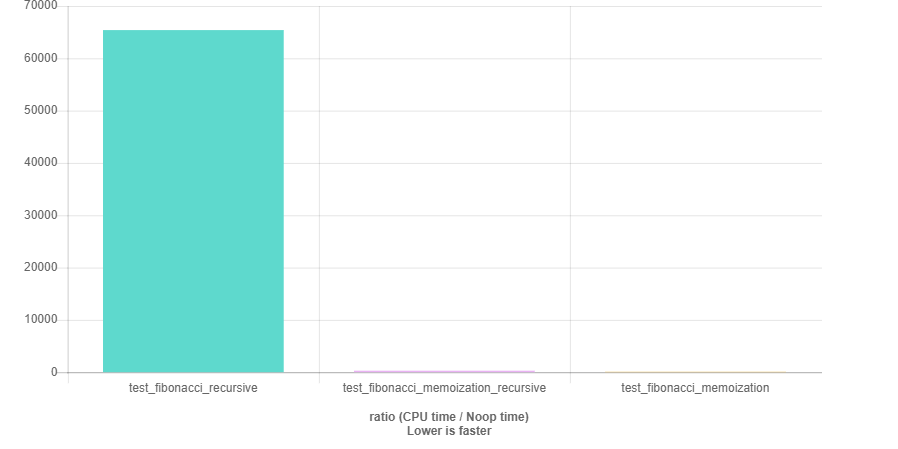 70000
60000
50000
40000
30000
20000
10000
0
test_fibonacci_recursive test_fibonacci_memoization_recursive test_fibonacci_memoization
ratio (CPU time / Noop time)
Lower is faster